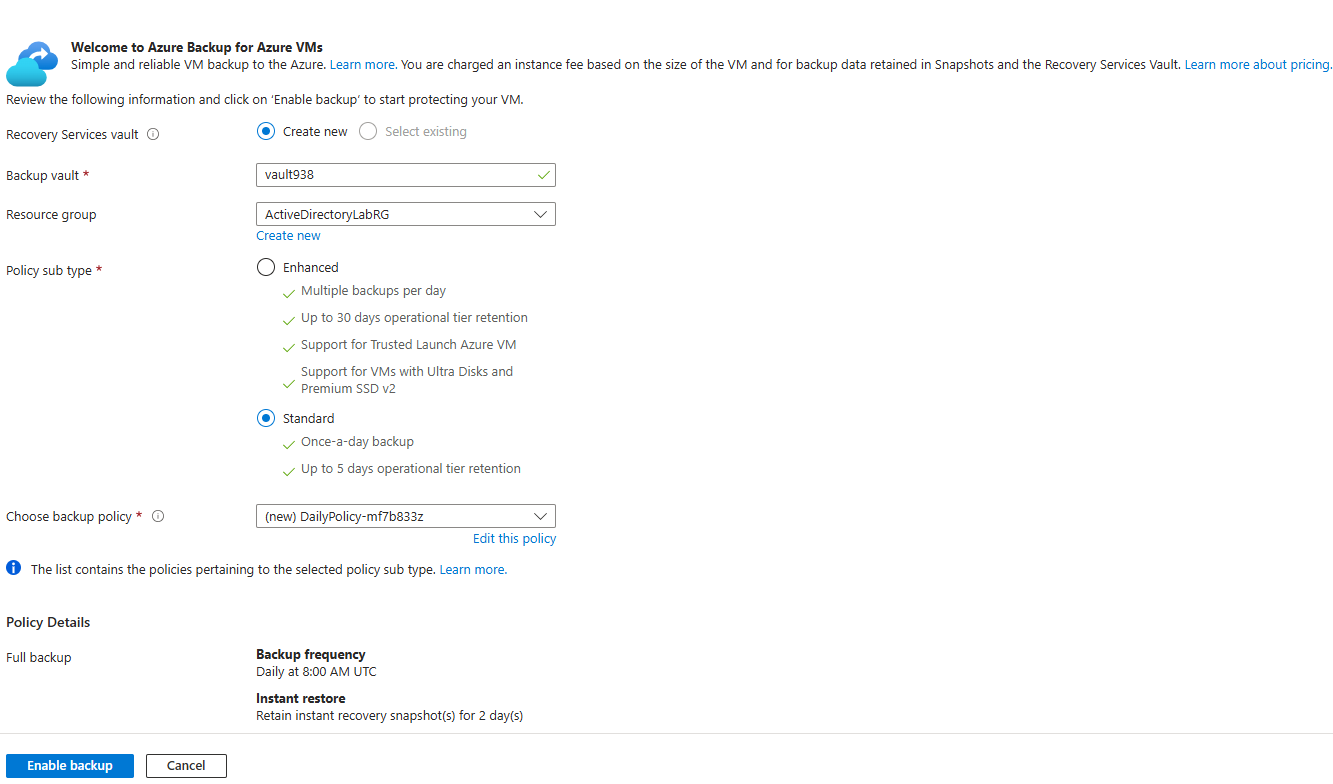 Welcome to Azure Backup for Azure VMs
Simple and reliable VM backup to the Azure. Learn more. You are charged an instance fee based on the size of the VM and for backup data retained in Snapshots and the Recovery Services Vault. Learn more about pricing.
Review the following information and click on 'Enable backup' to start protecting your VM.
Recovery Services vault
Create new Select existing
Backup vault *
vault938
Resource group
ActiveDirectoryLabRG
Create new
Policy sub type *
Enhanced
Multiple backups per day
Up to 30 days operational tier retention
Support for Trusted Launch Azure VM
Support for VMs with Ultra Disks and
Premium SSD v2
Standard
Once-a-day backup
Up to 5 days operational tier retention
Choose backup policy *
(new) DailyPolicy-mf7b833z
Edit this policy
The list contains the policies pertaining to the selected policy sub type. Learn more.
Policy Details
Full backup
Backup frequency
Daily at 8:00 AM UTC
Instant restore
Retain instant recovery snapshot(s) for 2 day(s)
Enable backup Cancel